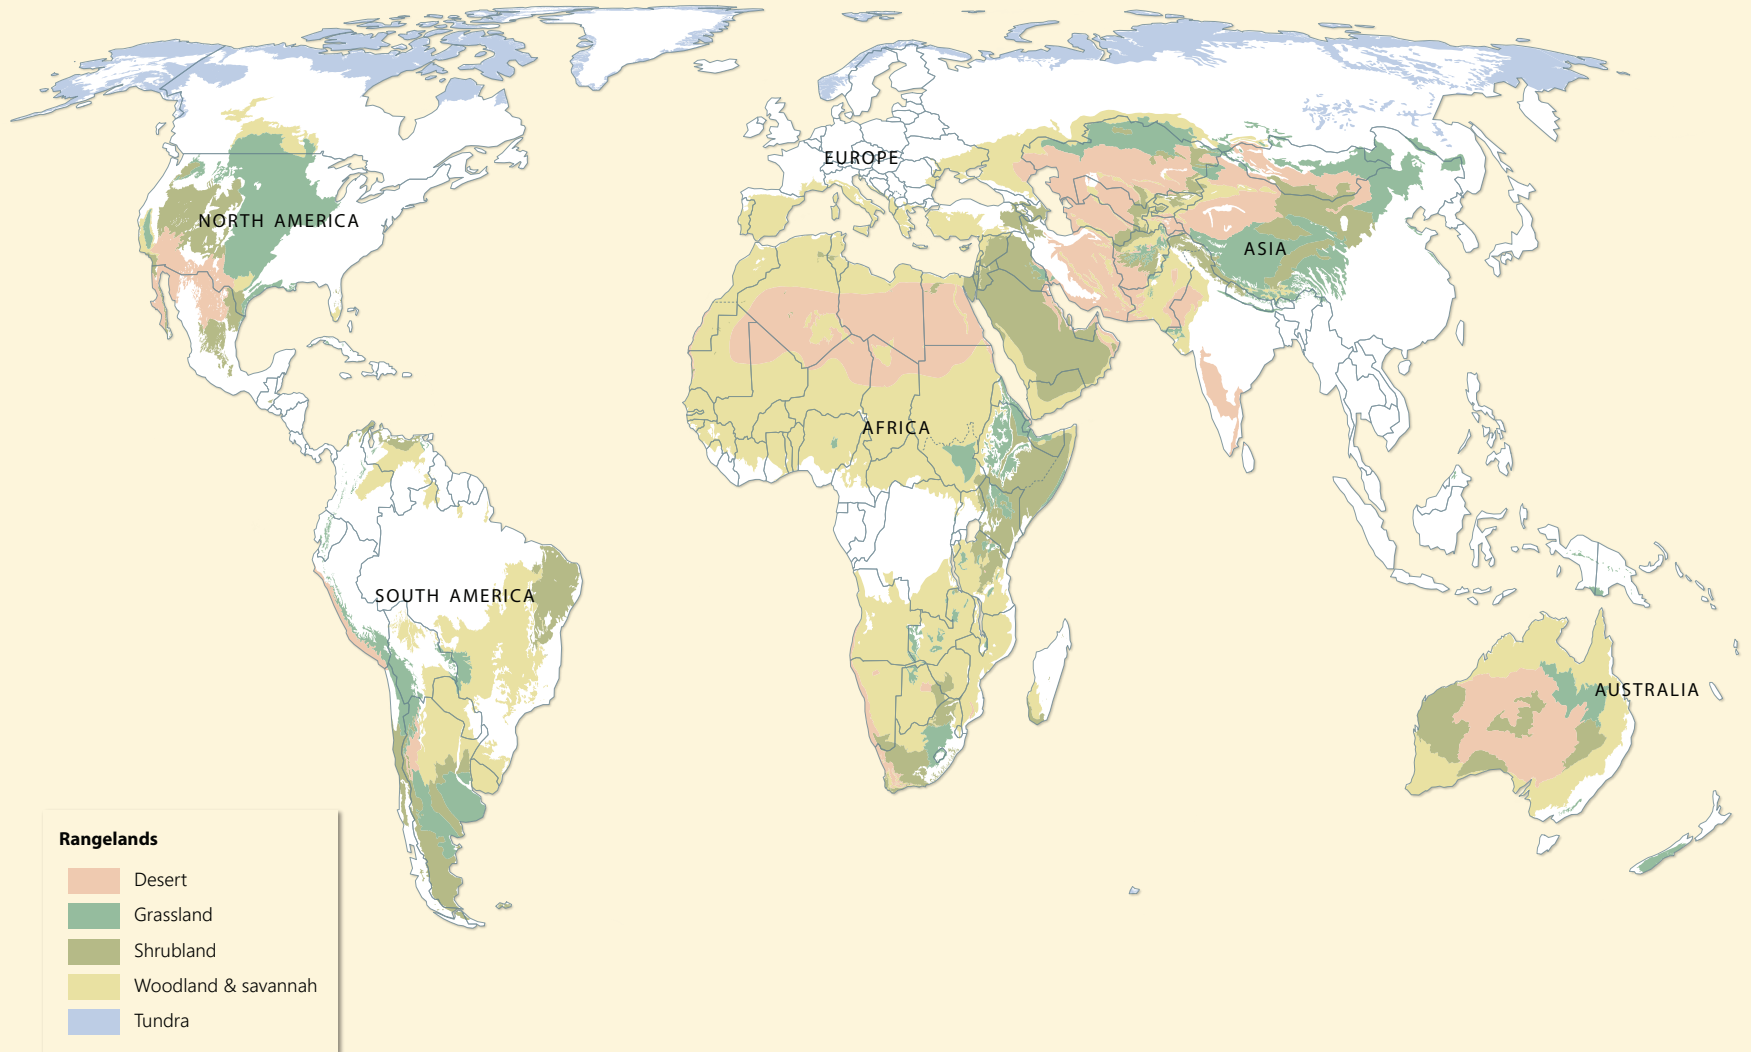 EUROPE
NORTH AMERICA
ASIA
AFRICA
SOUTH AMERICA
AUSTRALIA
Rangelands
Desert
Grassland
Shrubland
Woodland & savannah
Tundra